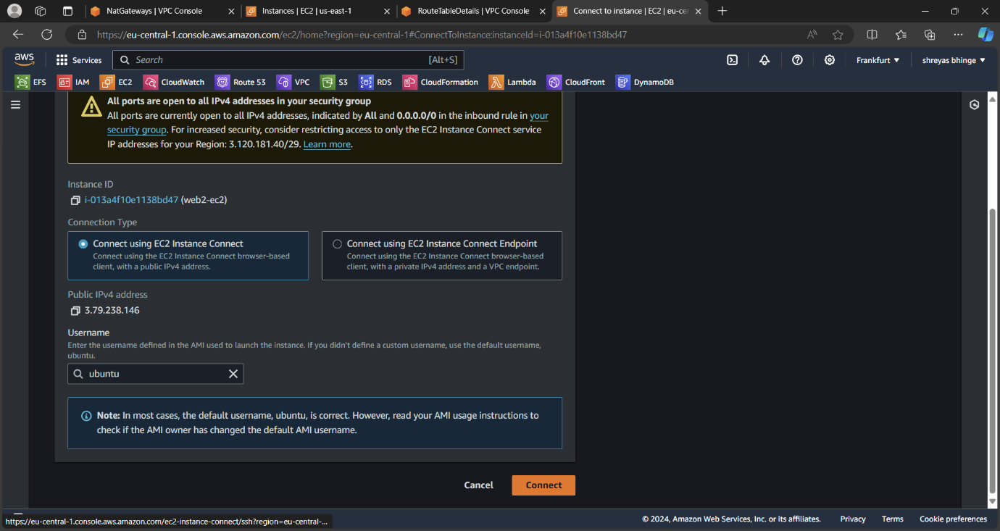 NatGateways | VPC Console
Instances | EC2 | us-east-1
RouteTableDetails | VPC Console
Connect to instance | EC2 | eu-cen
https://eu-central-1.console.aws.amazon.com/ec2/home?region=eu-central-1#ConnectToInstance:instanceId=i-013a4f10e1138bd47
aws
Services
Search
[Alt+S]
Frankfurt
shreyas bhinge
EFS
IAM
EC2
CloudWatch
Route 53
VPC
S3
RDS
CloudFormation
Lambda
CloudFront
DynamoDB
All ports are open to all IPv4 addresses in your security group
All ports are currently open to all IPv4 addresses, indicated by All and 0.0.0.0/0 in the inbound rule in your
security group. For increased security, consider restricting access to only the EC2 Instance Connect service
IP addresses for your Region: 3.120.181.40/29. Learn more.
Instance ID
i-013a4f10e1138bd47 (web2-ec2)
Connection Type
Connect using EC2 Instance Connect
Connect using the EC2 Instance Connect browser-based
client, with a public IPv4 address.
Connect using EC2 Instance Connect Endpoint
Connect using the EC2 Instance Connect browser-based
client, with a private IPv4 address and a VPC endpoint.
Public IPv4 address
3.79.238.146
Username
Enter the username defined in the AMI used to launch the instance. If you didn't define a custom username, use the default username,
ubuntu.
ubuntu
Note: In most cases, the default username, ubuntu, is correct. However, read your AMI usage instructions to
check if the AMI owner has changed the default AMI username.
Cancel
Connect
https://eu-central-1.console.aws.amazon.com/ec2-instance-connect/ssh?region=eu-central-...
© 2024, Amazon Web Services, Inc. or its affiliates.
Privacy
Terms
Cookie preferences